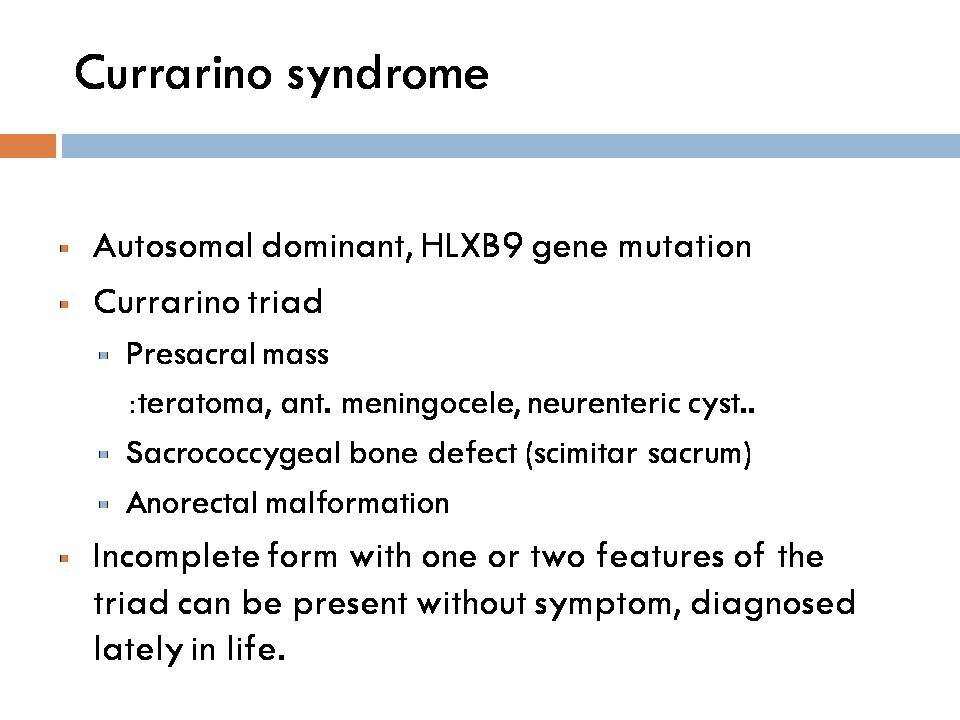 Currarino syndrome
Autosomal dominant, HLXB9 gene mutation
Currarino triad
Presacral mass
:teratoma, ant. meningocele, neurenteric cyst..
Sacrococcygeal bone defect (scimitar sacrum)
Anorectal malformation
Incomplete form with one or two features of the
triad can be present without symptom, diagnosed
lately in life.